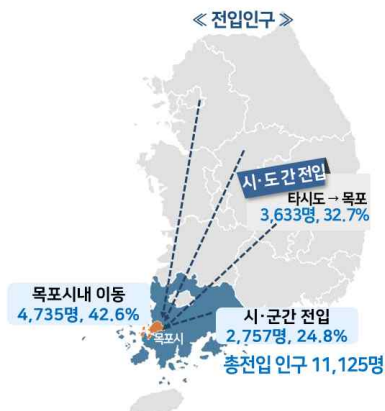 ≪ 전입인구 ≫
시·도 간 전입
타시도 → 목포
3,633명, 32.7%
목포시내 이동
4,735명, 42.6%
목포시
시·군간 전입
2,757명, 24.8%
총전입 인구 11,125명